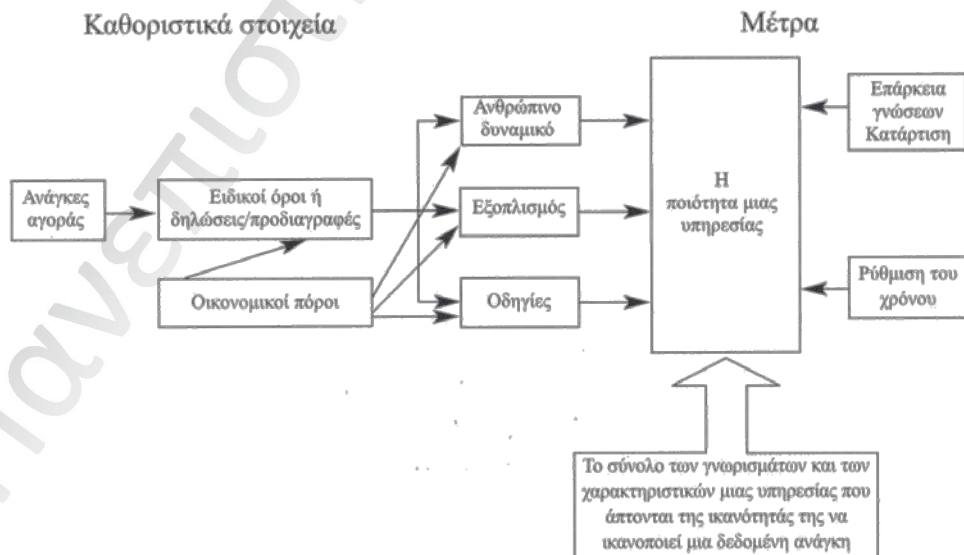 Καθοριστικά στοιχεία
Μέτρα
Ανάγκες
αγοράς
Ειδικοί όροι ή
δηλώσεις/προδιαγραφές
Οικονομικοί πόροι
Ανθρώπινο
δυναμικό
Εξοπλισμός
Οδηγίες
Η
ποιότητα μιας
υπηρεσίας
Επάρκεια
γνώσεων
Κατάρτιση
Ρύθμιση του
χρόνου
Το σύνολο των γνωρισμάτων και των
χαρακτηριστικών μιας υπηρεσίας που
άπτονται της ικανότητάς της να
ικανοποιεί μια δεδομένη ανάγκη